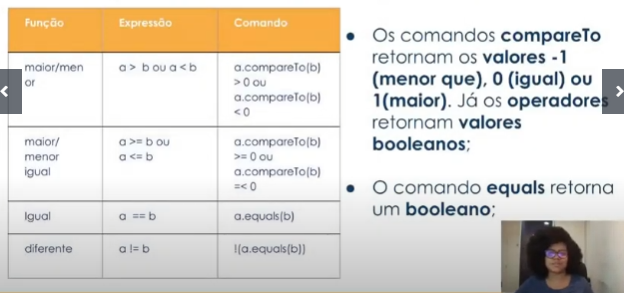 Função Expressão Comando
maior/men
or
a > b ou a < b
a.compareTo(b)
> 0 ou
a.compareTo(b)
< 0
maior/
menor
igual
a >= b ou
a <= b
a.compareTo(b)
>= 0 ou
a.compareTo(b)
=< 0
Igual a == b a.equals(b)
diferente a != b !(a.equals(b))
• Os comandos compareTo
retornam os valores -1
(menor que), 0 (igual) ou
1(maior). Já os operadores
retornam valores
booleanos;
• O comando equals retorna
um booleano;